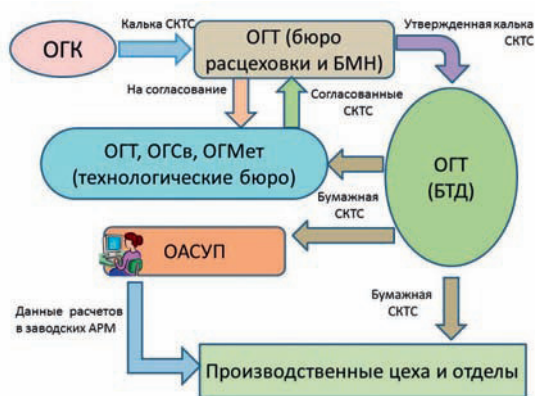 Калька СКТС
ОГК
ОГТ (бюро
расцеховки и БМН)
Утвержденная калька
СКТС
На согласование
Согласованные
СКТС
ОГТ, ОГСв, ОГМет
(технологические бюро)
ОГТ
(БТД)
Бумажная
СКТС
ОАСУП
Данные расчетов
в заводских АРМ
Бумажная
СКТС
Производственные цеха и отделы